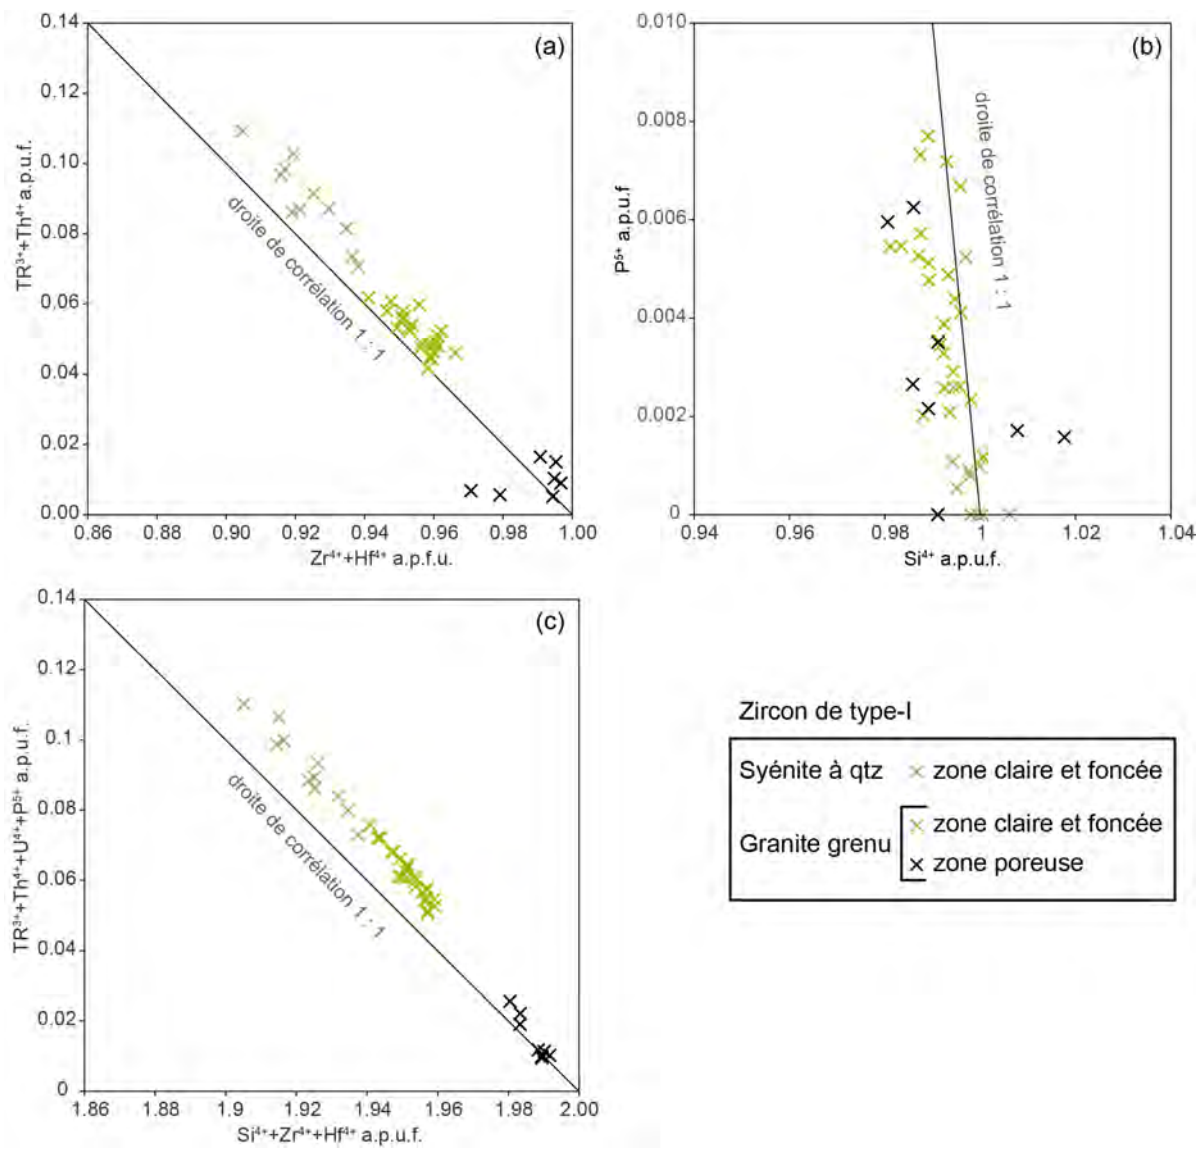 (a)
0.14
0.12
0.10
0.08
0.06
0.04
0.02
0.00
TR³⁺+Th⁴⁺ a.p.u.f.
droite de corrélation 1 : 1
0.86
0.88
0.90
0.92
0.94
0.96
0.98
1.00
Zr⁴⁺+Hf⁴⁺ a.p.f.u.
(b)
0.010
0.008
0.006
0.004
0.002
0
P⁵⁺ a.p.u.f
droite de corrélation 1 : 1
0.94
0.96
0.98
1
1.02
1.04
Si⁴⁺ a.p.u.f.
(c)
0.14
0.12
0.1
0.08
0.06
0.04
0.02
0
TR³⁺+Th⁴⁺+U⁴⁺+P⁵⁺ a.p.u.f.
droite de corrélation 1 : 1
1.86
1.88
1.9
1.92
1.94
1.96
1.98
2.00
Si⁴⁺+Zr⁴⁺+Hf⁴⁺ a.p.u.f.
Zircon de type-I
Syénite à qtz × zone claire et foncée
Granite grenu × zone claire et foncée
× zone poreuse